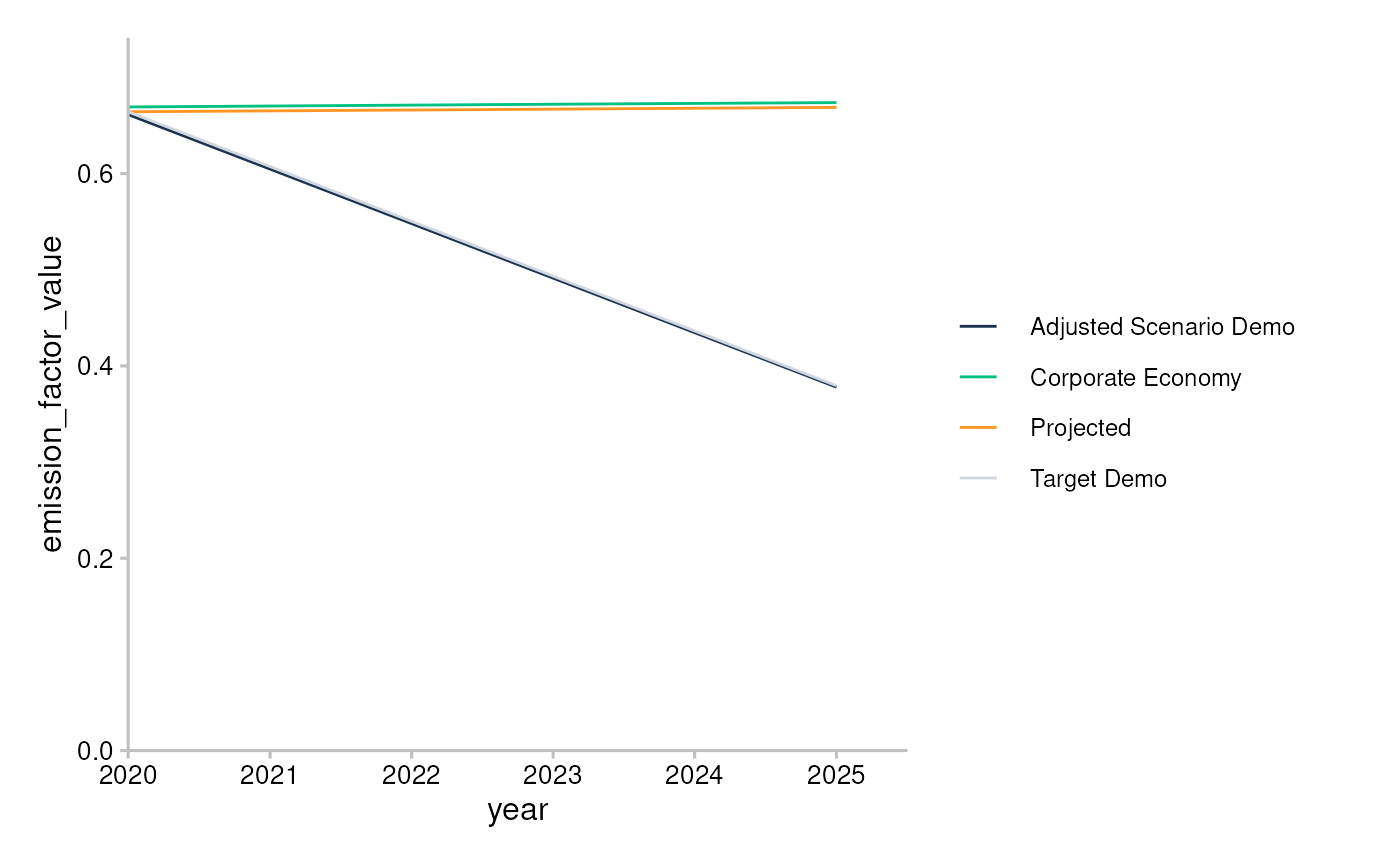 emission_factor_value
0.6
0.4
0.2
0.0
2020 2021 2022 2023 2024 2025
year
Adjusted Scenario Demo
Corporate Economy
Projected
Target Demo